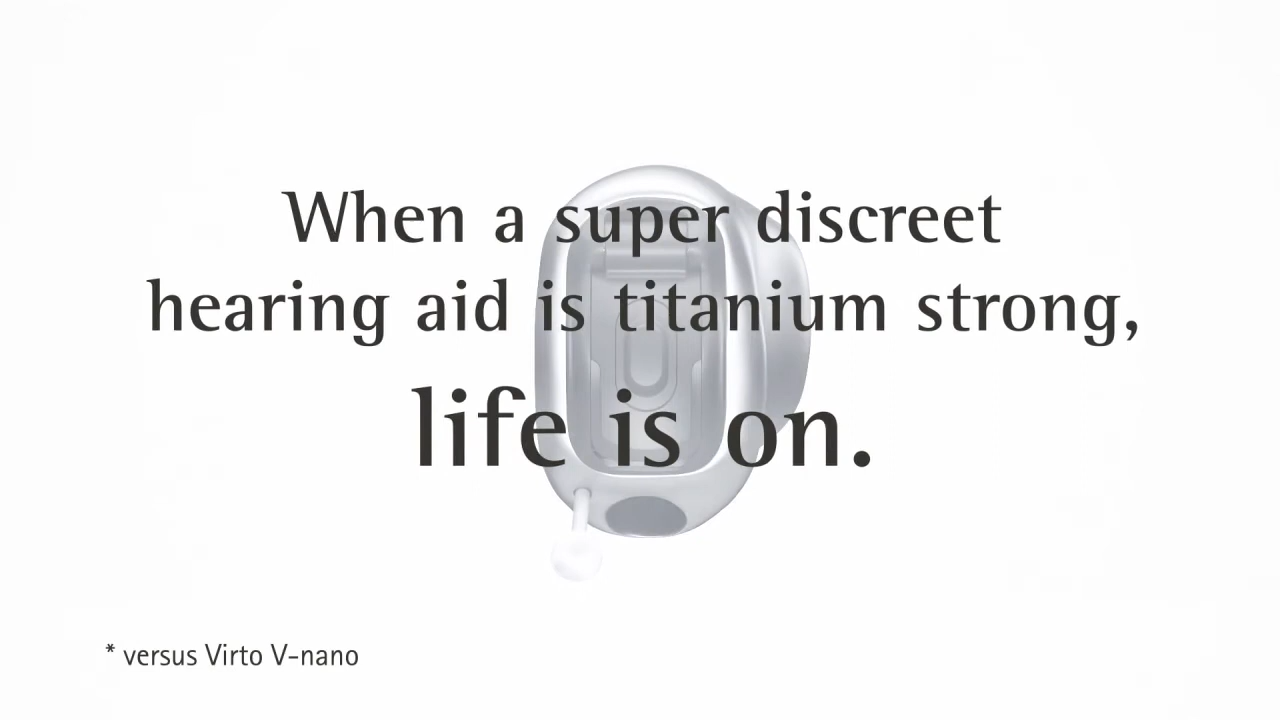 When a super discreet
hearing aid is titanium strong,
life is on.
* versus Virto V-nano